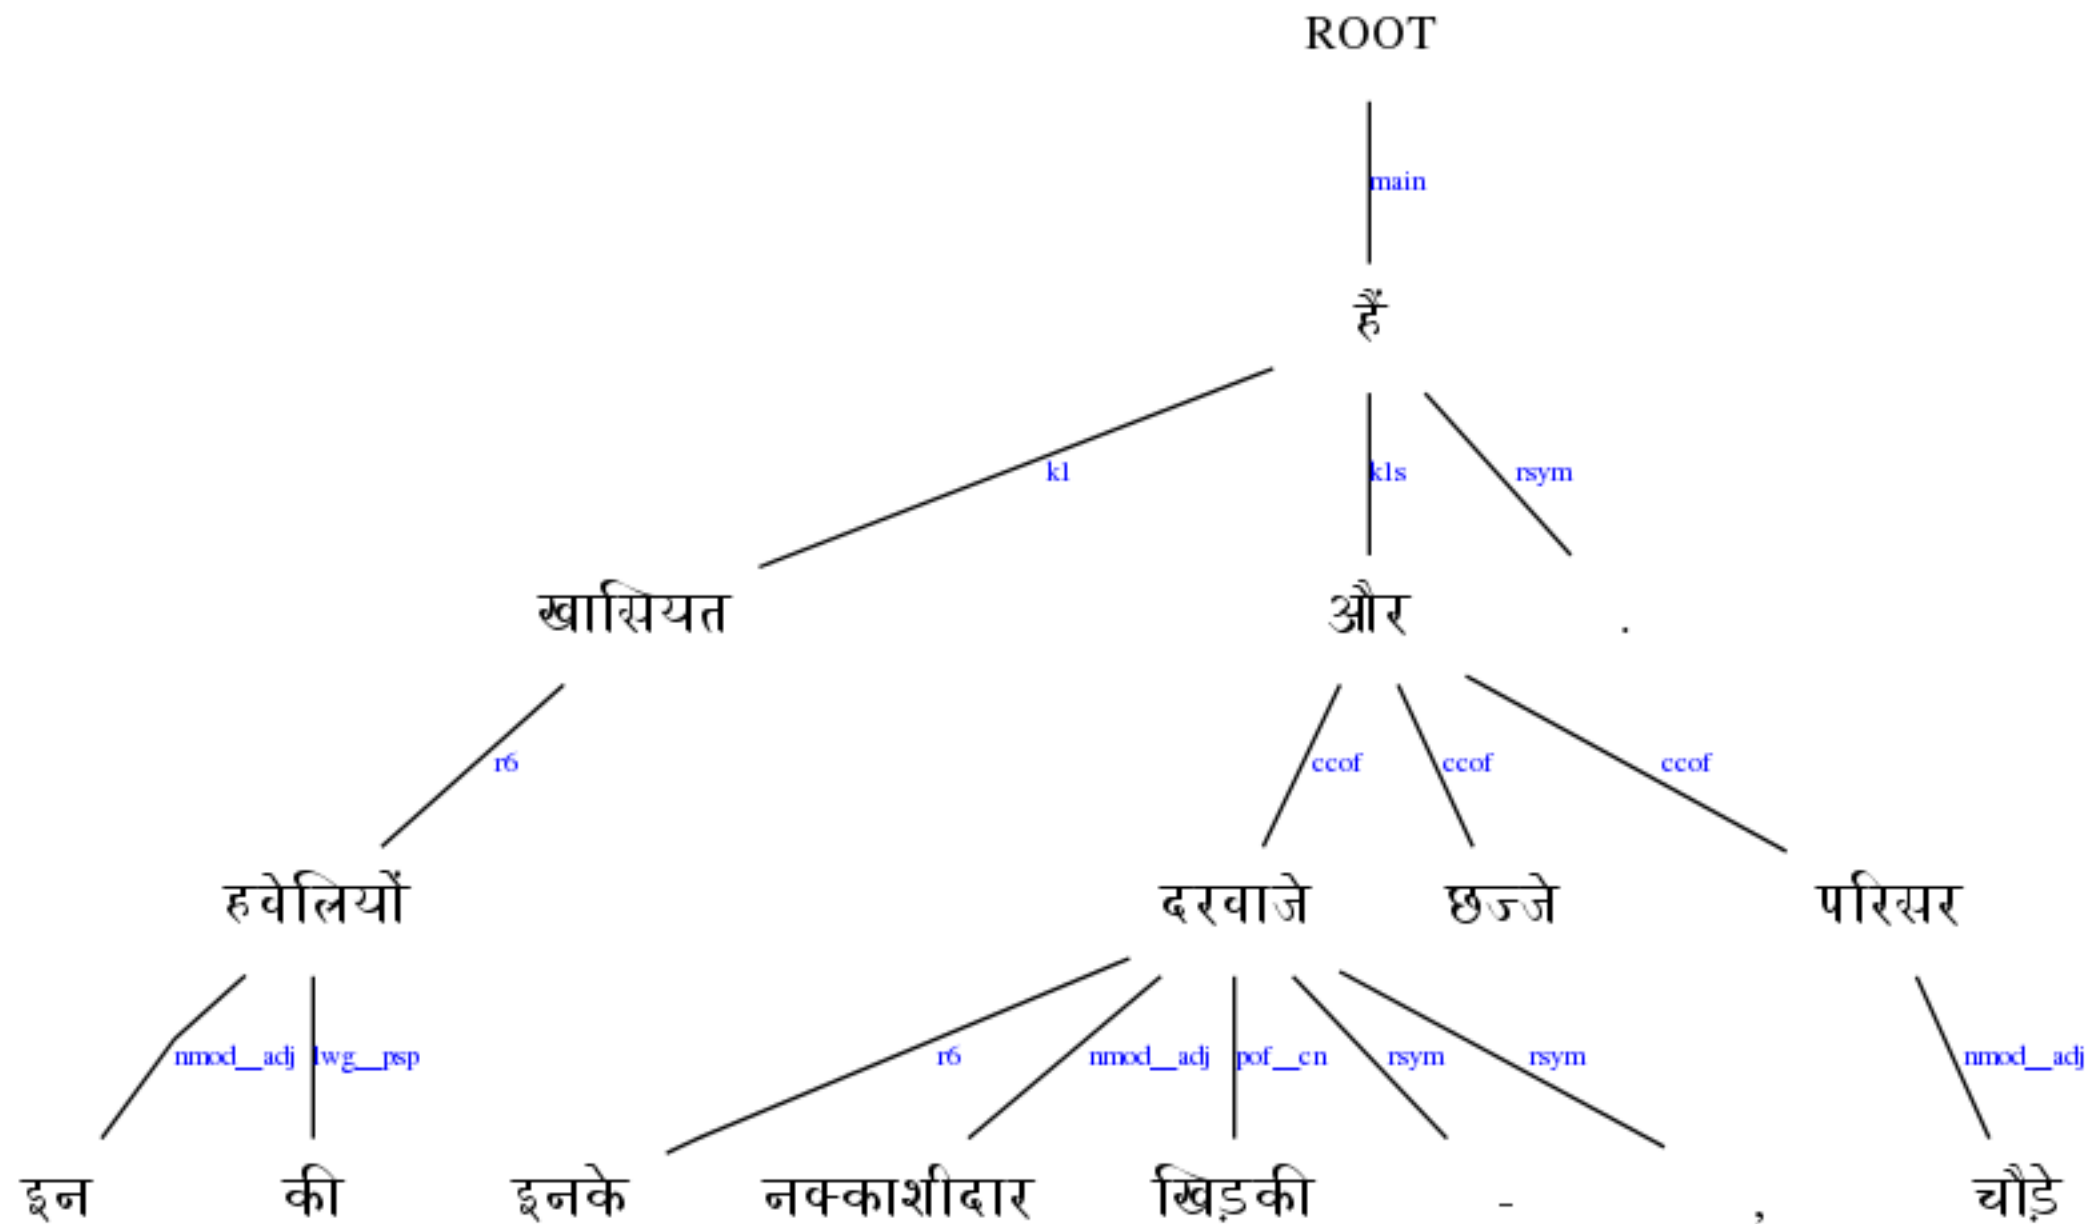 ROOT
main
हैं
k1 k1s rsym
खासियत और .
r6 ccof ccof ccof
हवेलियों दरवाजे छज्जे परिसर
nmod__adj lwg__psp r6 nmod__adj pof__cn rsym rsym nmod__adj
इन की इनके नक्काशीदार खिड़की - , चौड़े